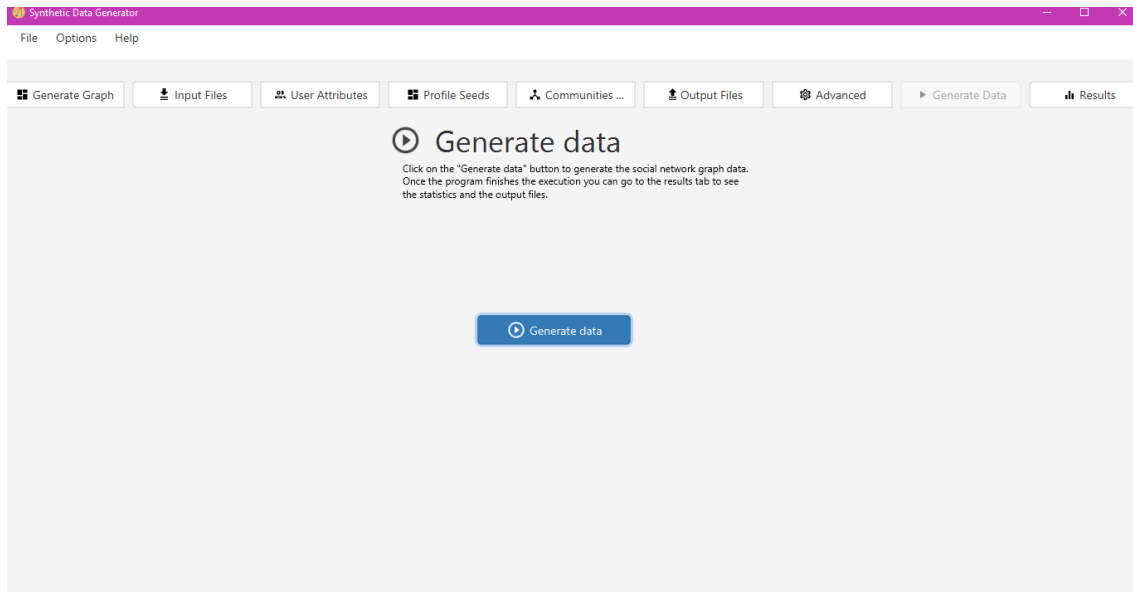 Synthetic Data Generator
File Options Help
Generate Graph Input Files User Attributes Profile Seeds Communities ... Output Files Advanced Generate Data Results
Generate data
Click on the "Generate data" button to generate the social network graph data.
Once the program finishes the execution you can go to the results tab to see
the statistics and the output files.
Generate data